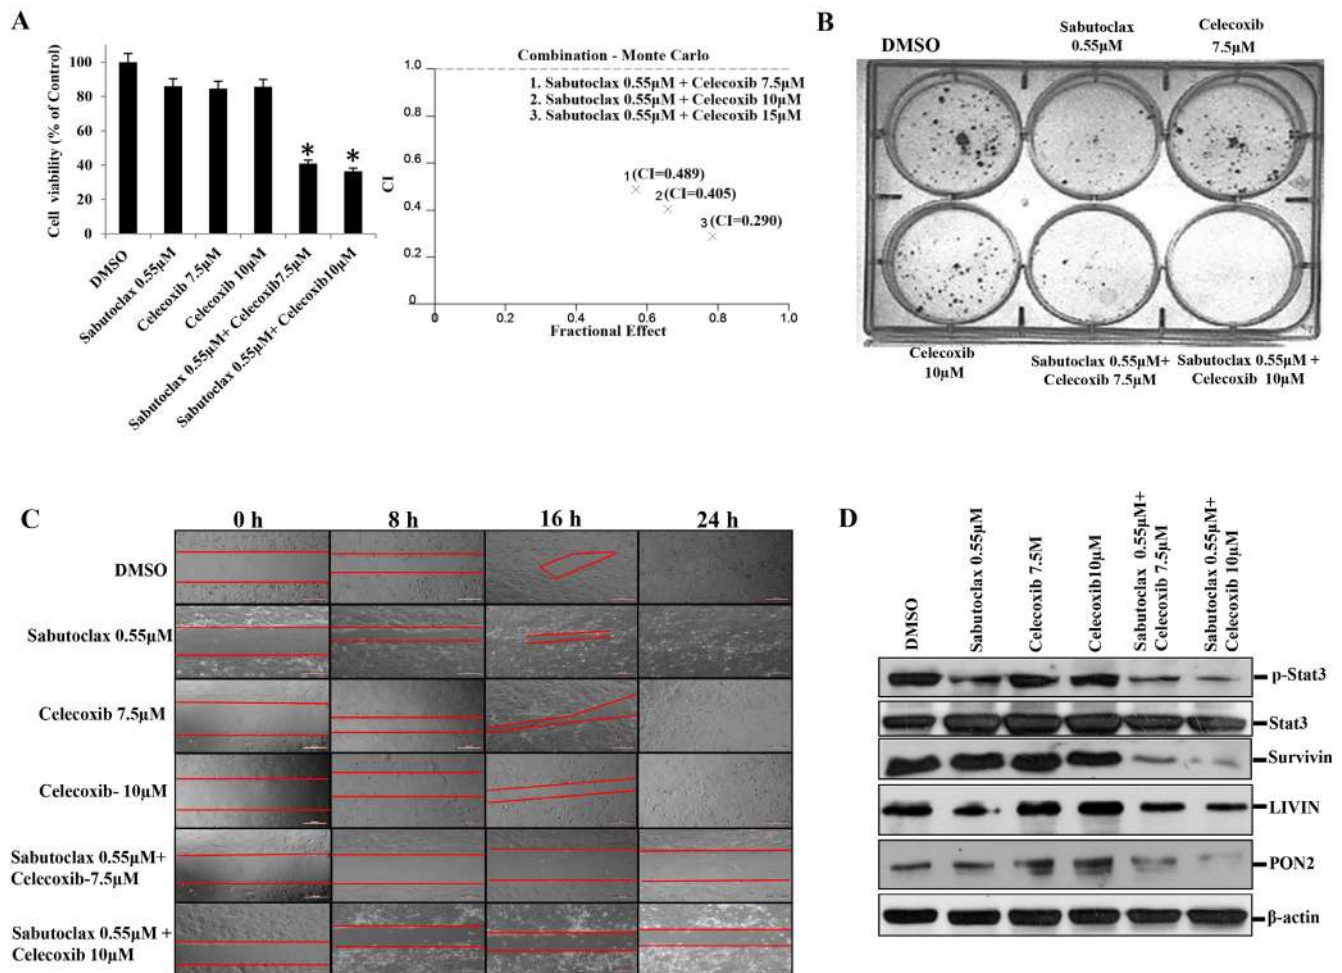 A
Cell viability (% of Control)
120
100
80
60
40
20
0
DMSO
Sabutoclax 0.55µM
Celecoxib 7.5µM
Celecoxib 10µM
Sabutoclax 0.55µM+ Celecoxib7.5µM
Sabutoclax 0.55µM+ Celecoxib10µM
*
*
Combination - Monte Carlo
1. Sabutoclax 0.55µM + Celecoxib 7.5µM
2. Sabutoclax 0.55µM + Celecoxib 10µM
3. Sabutoclax 0.55µM + Celecoxib 15µM
CI
1.0
0.8
0.6
0.4
0.2
0
1 (CI=0.489)
2 (CI=0.405)
3 (CI=0.290)
0 0.2 0.4 0.6 0.8 1.0
Fractional Effect
B
DMSO
Sabutoclax
0.55µM
Celecoxib
7.5µM
Celecoxib
10µM
Sabutoclax 0.55µM+
Celecoxib 7.5µM
Sabutoclax 0.55µM +
Celecoxib 10µM
C
0 h 8 h 16 h 24 h
DMSO
Sabutoclax 0.55µM
Celecoxib 7.5µM
Celecoxib- 10µM
Sabutoclax 0.55µM+
Celecoxib-7.5µM
Sabutoclax 0.55µM +
Celecoxib 10µM
D
DMSO
Sabutoclax 0.55µM
Celecoxib 7.5M
Celecoxib10µM
Sabutoclax 0.55µM+
Celecoxib 7.5µM
Sabutoclax 0.55µM+
Celecoxib 10µM
p-Stat3
Stat3
Survivin
LIVIN
PON2
β-actin